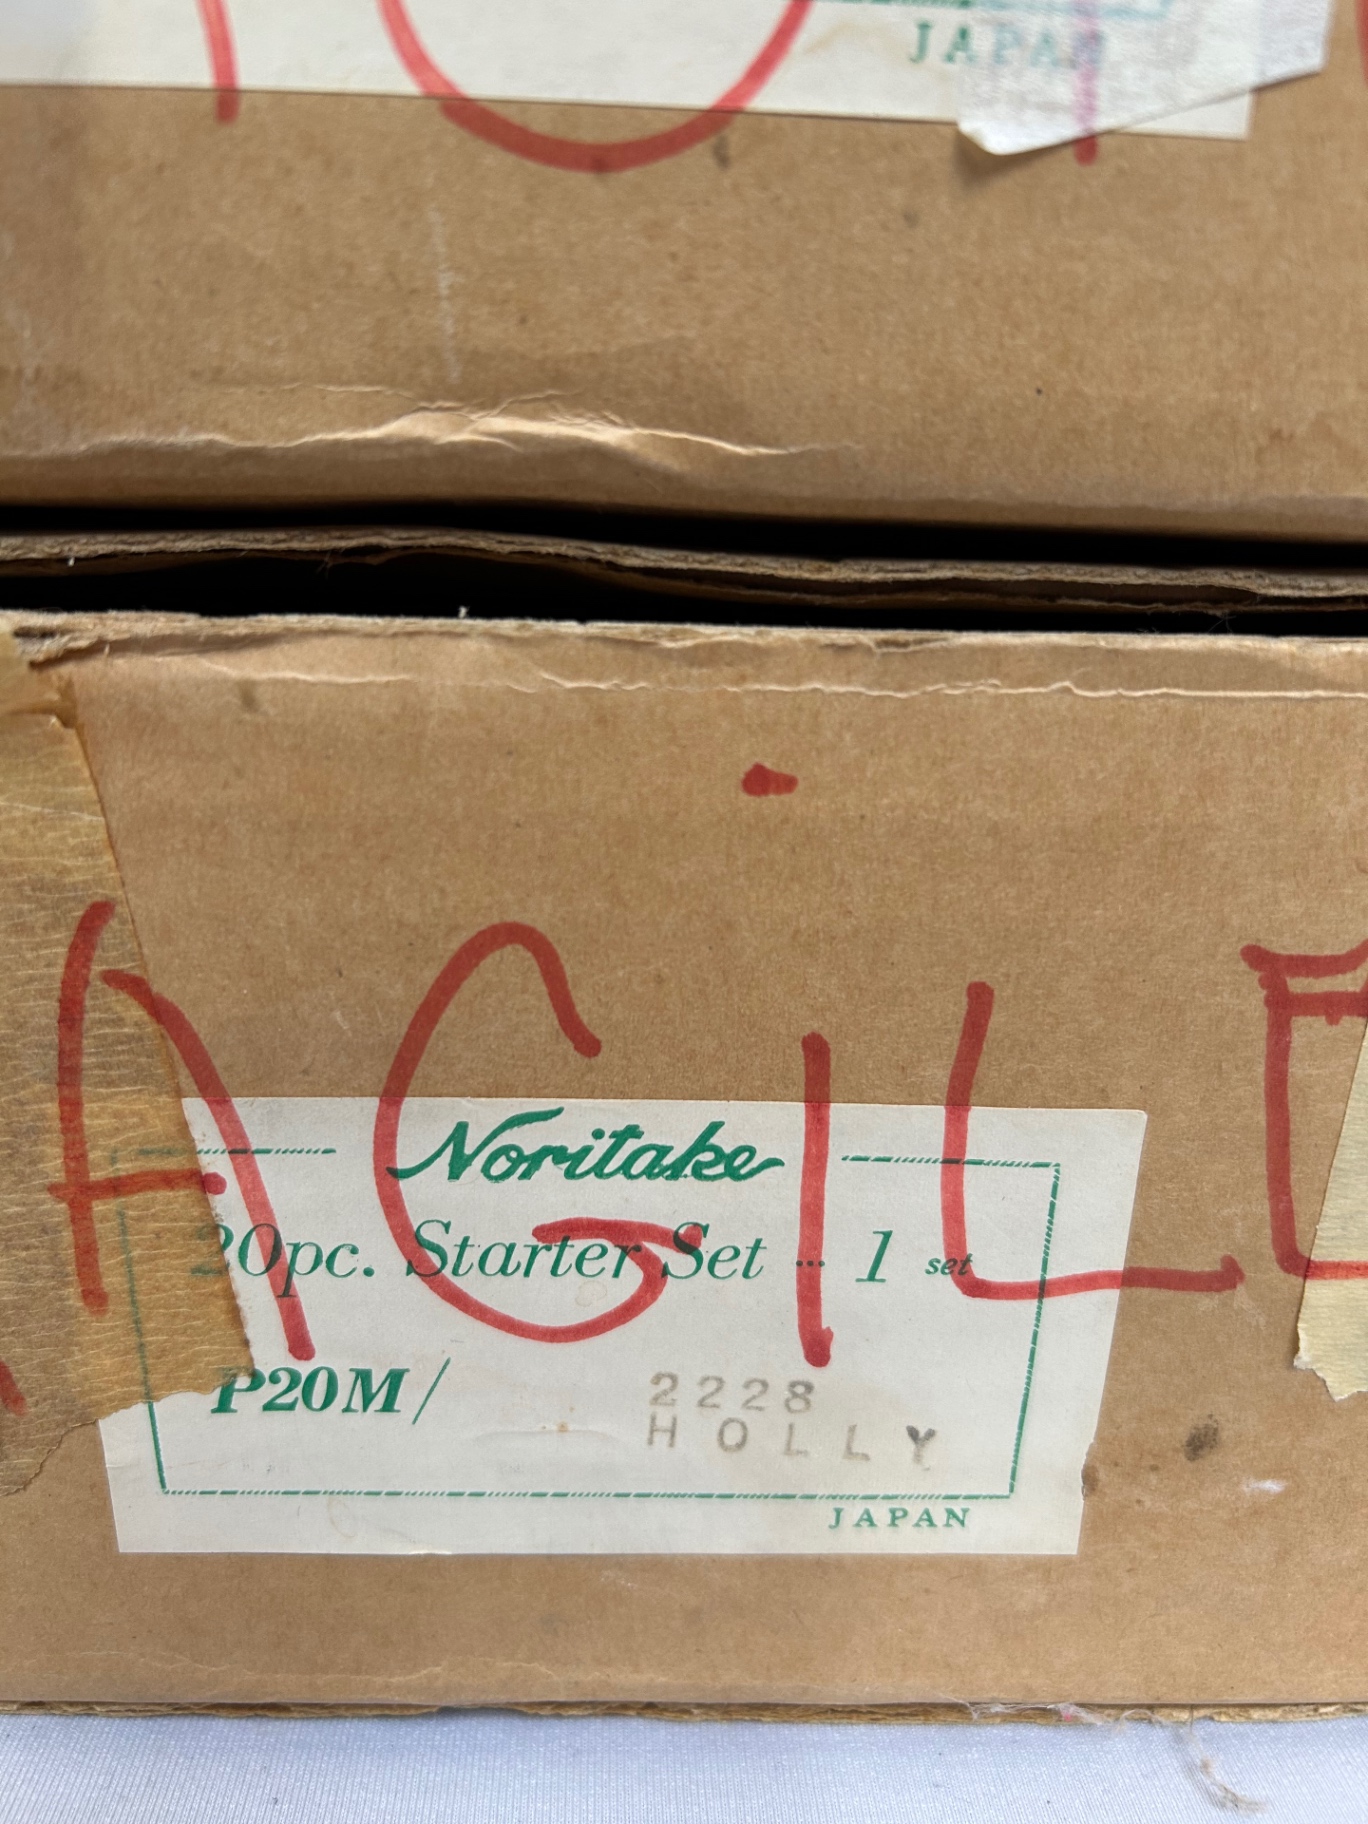 JAPAN
AGIL
Noritake
20pc. Starter Set ... 1 set
P20M/ 2228
HOLLY
JAPAN